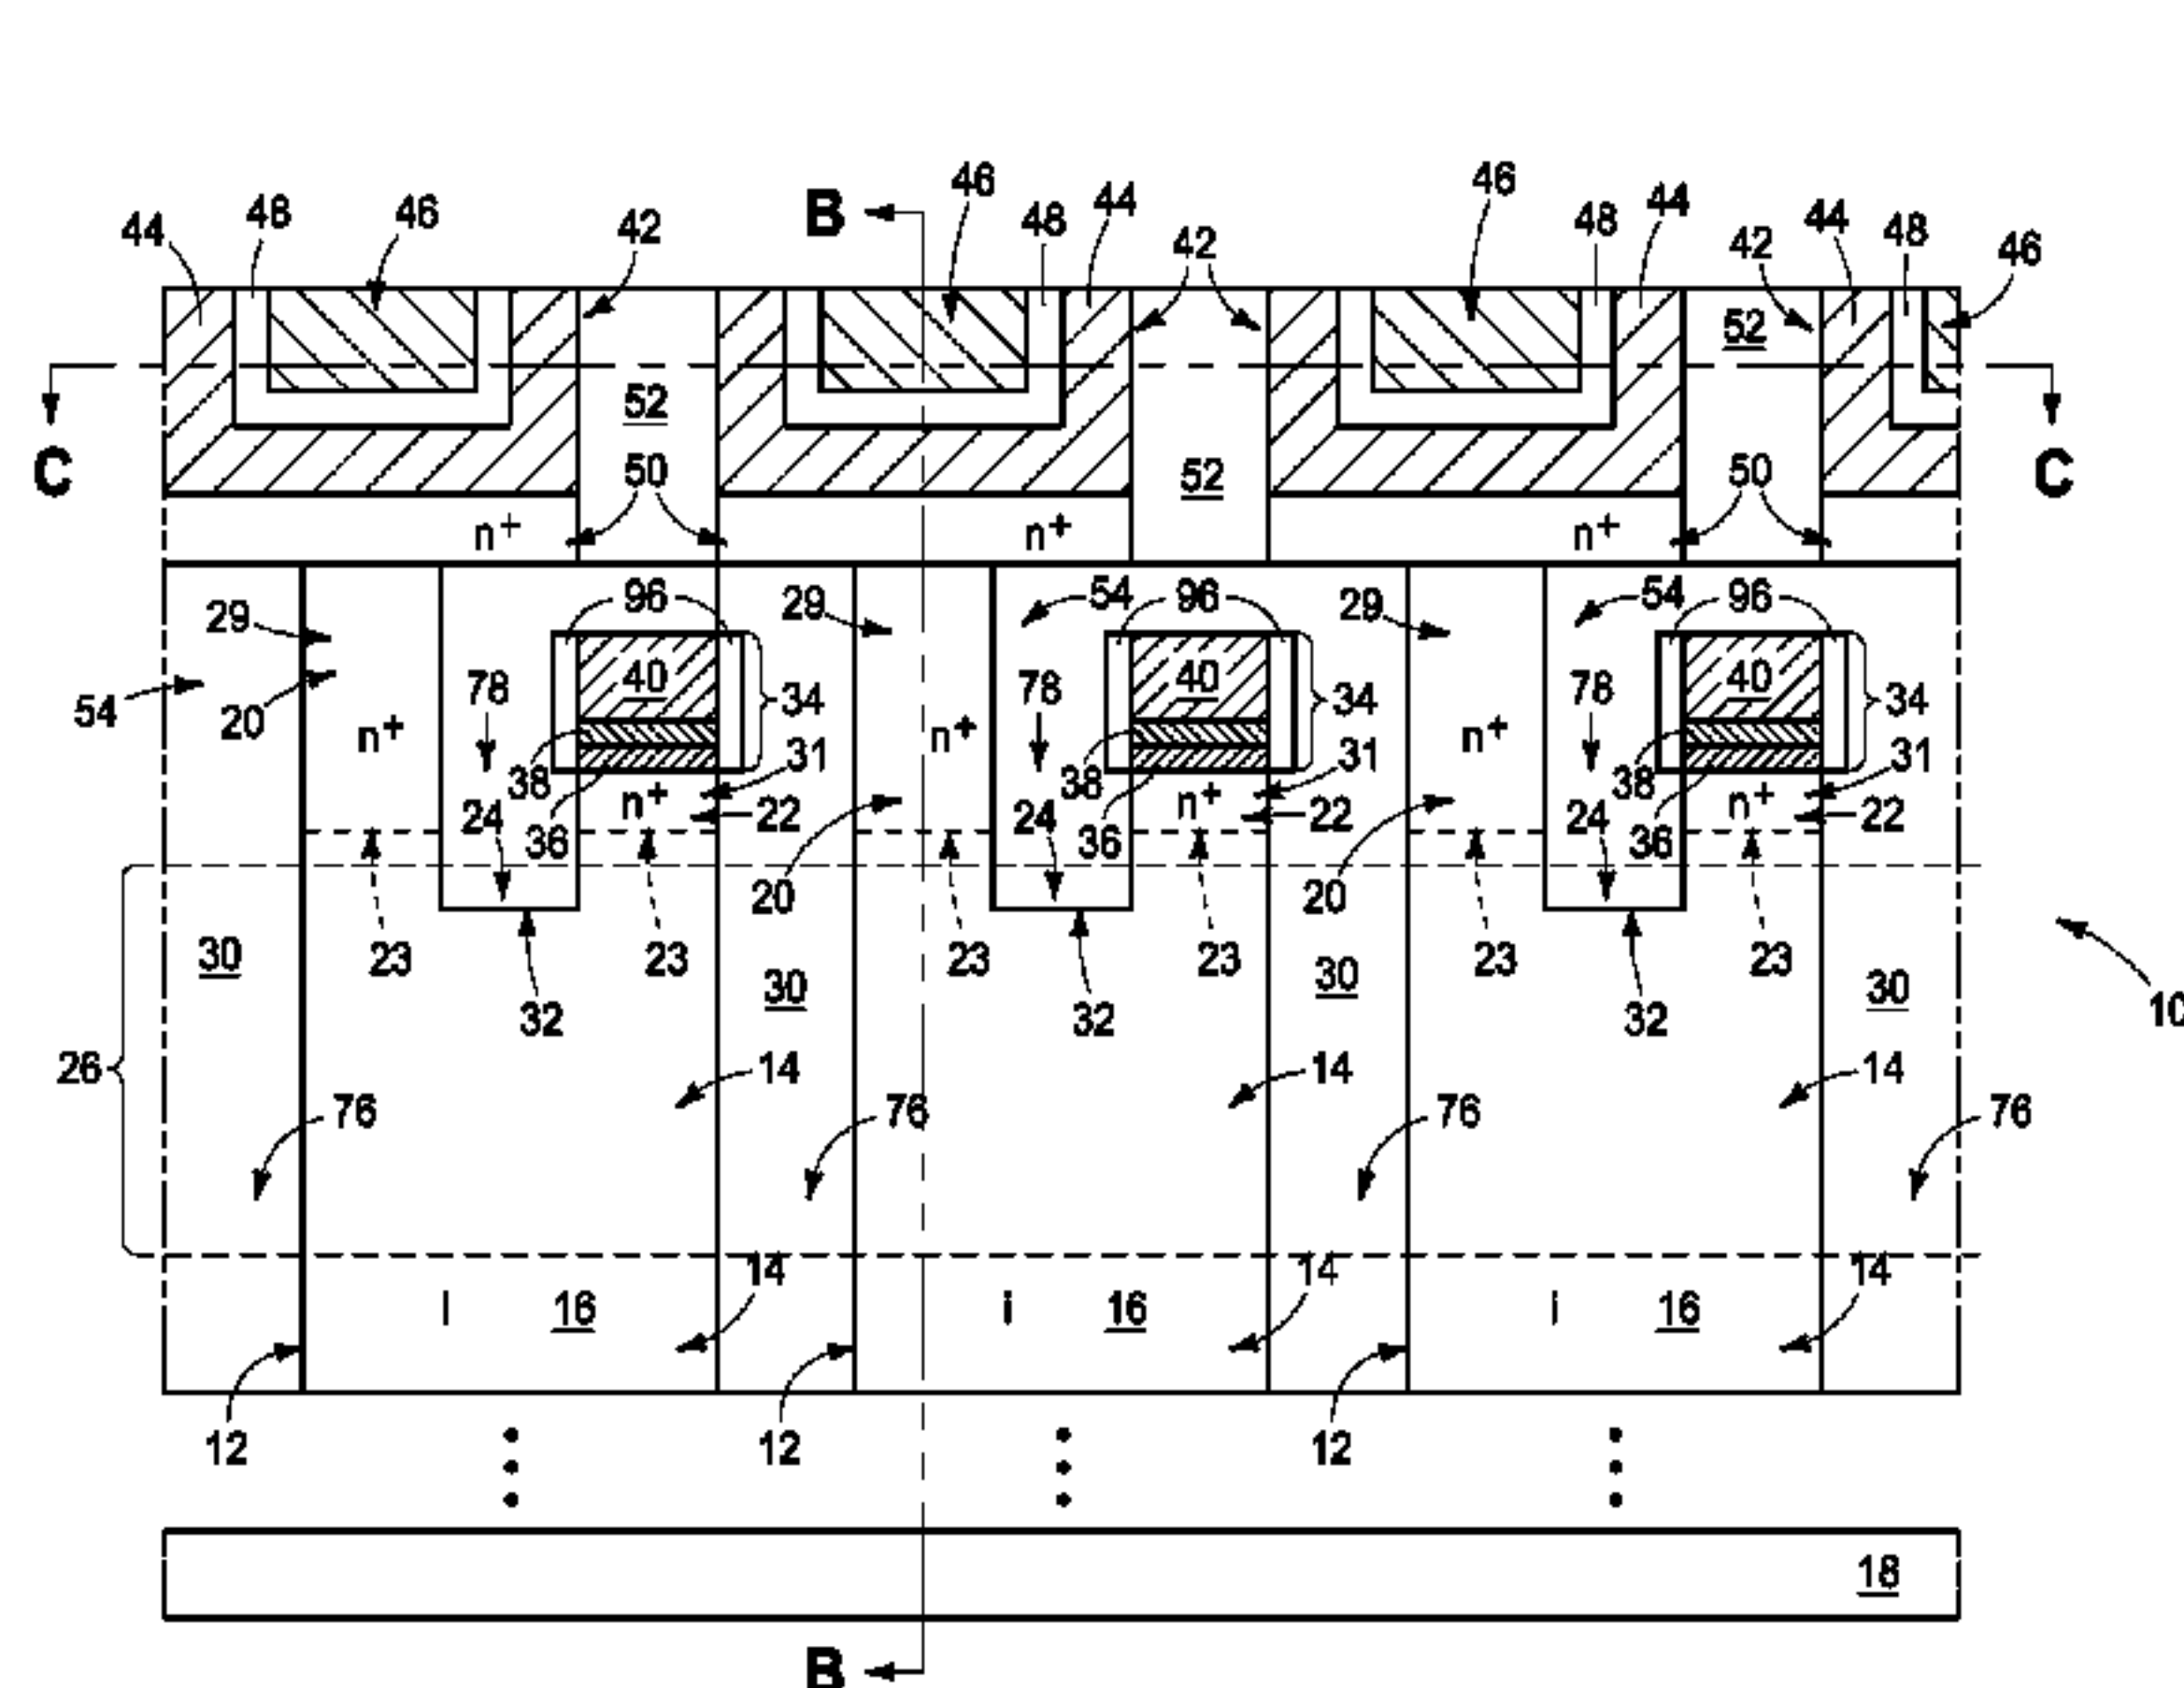 46 46
44 48 46 42 B 48 44 42 48 44 42 44 48 46
52
52
C 50 52 50 C
n+ n+ n+
29 96 29 54 96 29 54 96
54 20 n+ 78 40 34 n+ 78 40 34 n+ 78 40 34
38 31 38 31 38 31
24 36 n+ 22 24 36 n+ 22 24 36 n+ 22
20 20
30 23 23 30 23 23 30 23 23 30
32 32 32 10
26 14 14 14
76 76 76 76
14 14 14
I 16 i 16 i 16
12 12 12
18
B